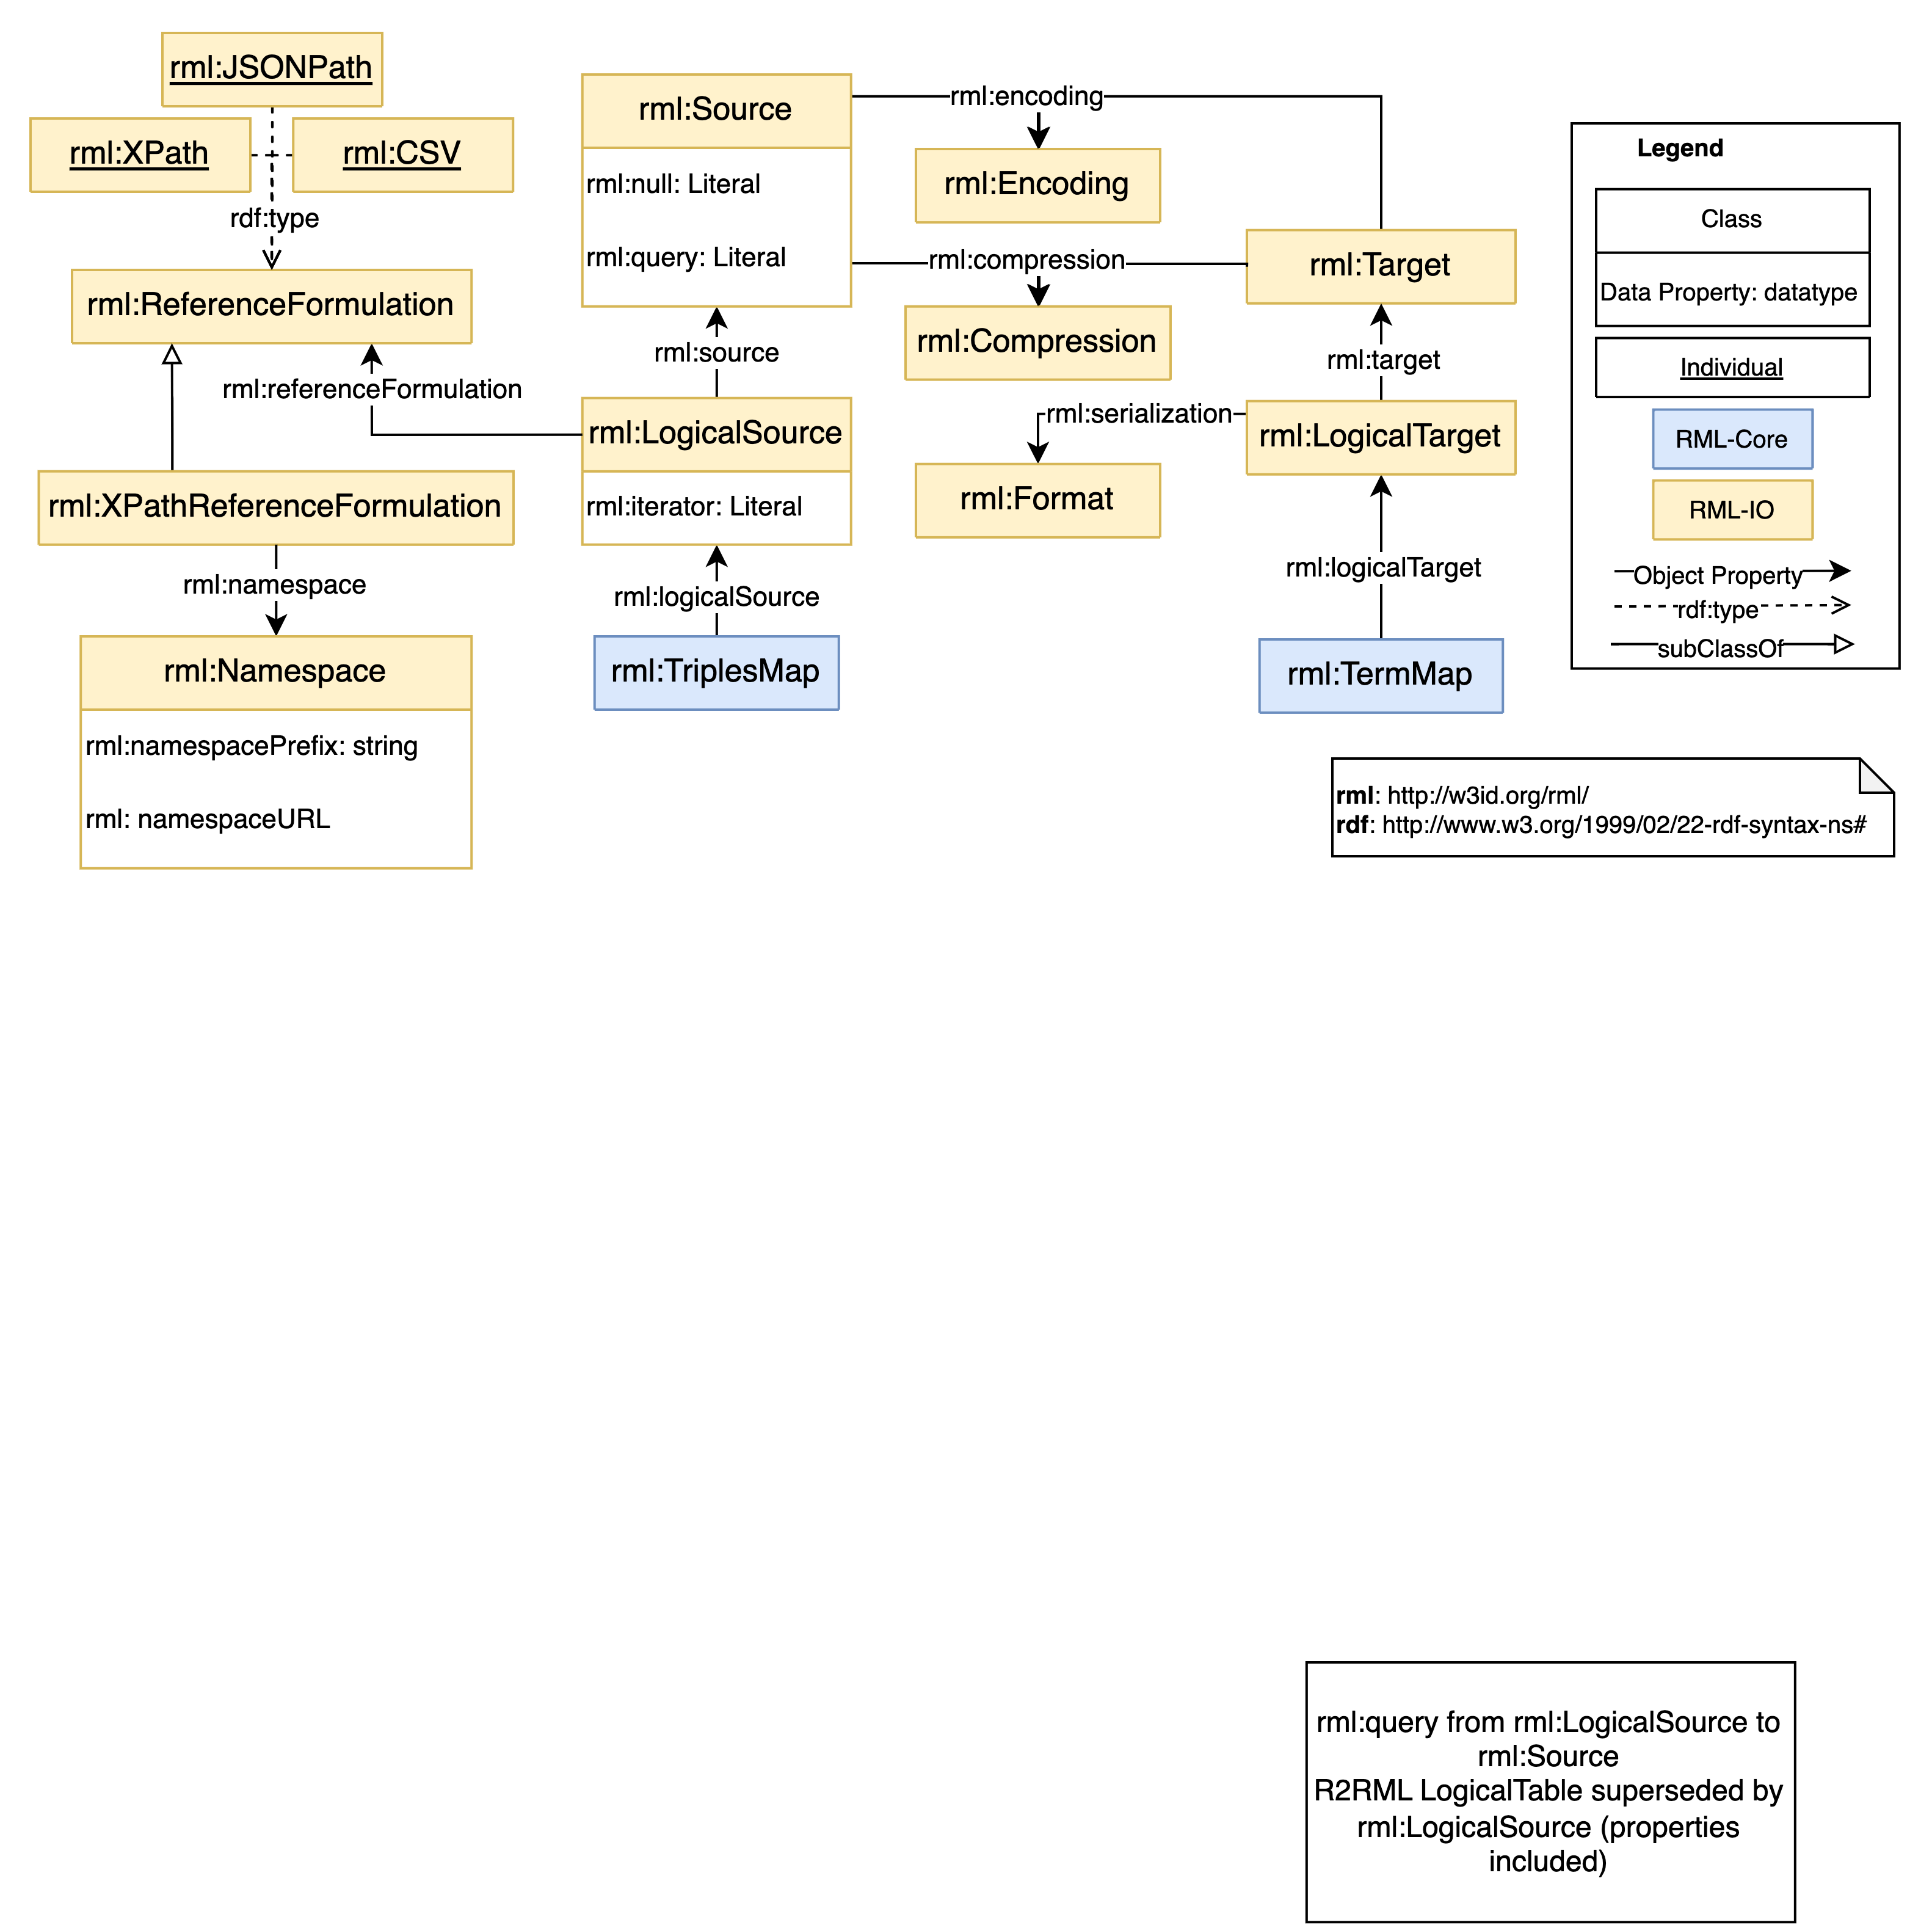 rml:JSONPath
rml:XPath
rml:CSV
rdf:type
rml:ReferenceFormulation
rml:referenceFormulation
rml:XPathReferenceFormulation
rml:namespace
rml:Namespace
rml:namespacePrefix: string
rml: namespaceURL
rml:Source
rml:null: Literal
rml:query: Literal
rml:source
rml:LogicalSource
rml:iterator: Literal
rml:logicalSource
rml:TriplesMap
rml:encoding
rml:Encoding
rml:compression
rml:Compression
rml:serialization
rml:Format
rml:Target
rml:target
rml:LogicalTarget
rml:logicalTarget
rml:TermMap
Legend
Class
Data Property: datatype
Individual
RML-Core
RML-IO
Object Property
rdf:type
subClassOf
rml: http://w3id.org/rml/
rdf: http://www.w3.org/1999/02/22-rdf-syntax-ns#
rml:query from rml:LogicalSource to
rml:Source
R2RML LogicalTable superseded by
rml:LogicalSource (properties
included)